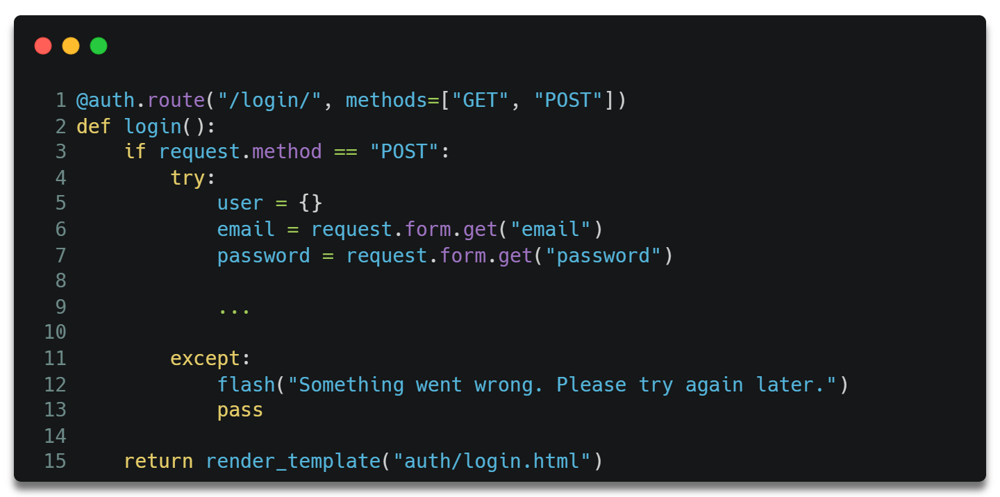 1 @auth.route("/login/", methods=["GET", "POST"])
2 def login():
3     if request.method == "POST":
4         try:
5             user = {}
6             email = request.form.get("email")
7             password = request.form.get("password")
8
9             ...
10
11         except:
12             flash("Something went wrong. Please try again later.")
13             pass
14
15     return render_template("auth/login.html")